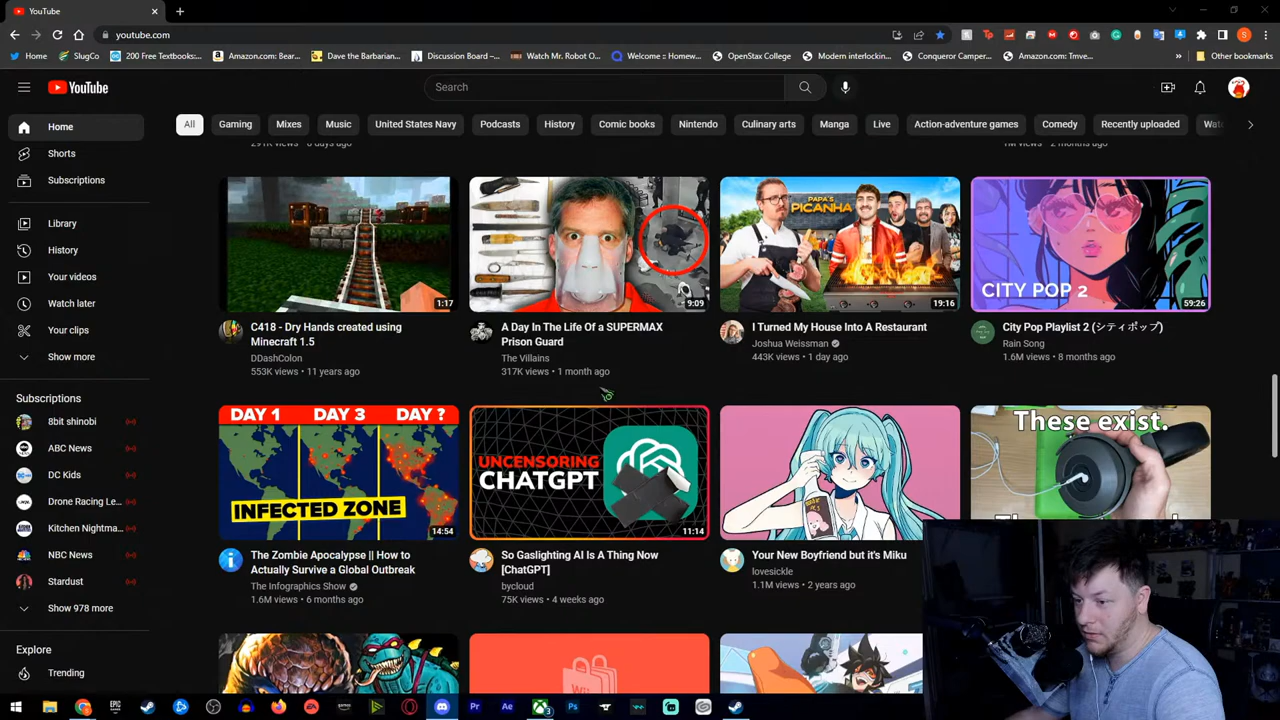 YouTube
youtube.com
Home
SlugCo
200 Free Textbooks:...
Amazon.com: Bear...
Dave the Barbarian...
Discussion Board –...
Watch Mr. Robot O...
Welcome :: Homew...
OpenStax College
Modern interlockin...
Conqueror Camper...
Amazon.com: Tmve...
Other bookmarks
YouTube
Search
Home
Shorts
Subscriptions
Library
History
Your videos
Watch later
Your clips
Show more
Subscriptions
8bit shinobi
ABC News
DC Kids
Drone Racing Le...
Kitchen Nightma...
NBC News
Stardust
Show 978 more
Explore
Trending
All
Gaming
Mixes
Music
United States Navy
Podcasts
History
Comic books
Nintendo
Culinary arts
Manga
Live
Action-adventure games
Comedy
Recently uploaded
291K views • 6 days ago
1M views • 2 months ago
1:17
C418 - Dry Hands created using
Minecraft 1.5
DDashColon
553K views • 11 years ago
9:09
A Day In The Life Of a SUPERMAX
Prison Guard
The Villains
317K views • 1 month ago
PAPA'S
PICANHA
19:16
I Turned My House Into A Restaurant
Joshua Weissman
443K views • 1 day ago
CITY POP 2
59:26
City Pop Playlist 2 (シティポップ)
Rain Song
1.6M views • 8 months ago
DAY 1
DAY 3
DAY ?
INFECTED ZONE
14:54
The Zombie Apocalypse || How to
Actually Survive a Global Outbreak
The Infographics Show
1.6M views • 6 months ago
UNCENSORING
CHATGPT
11:14
So Gaslighting AI Is A Thing Now
[ChatGPT]
bycloud
75K views • 4 weeks ago
Your New Boyfriend but it's Miku
lovesickle
1.1M views • 2 years ago
These exist.